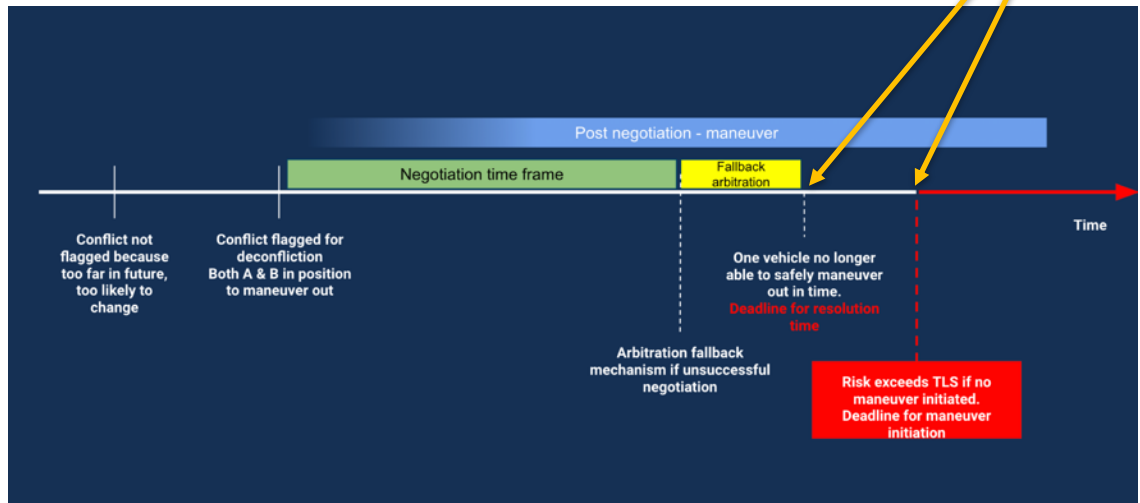 Post negotiation - maneuver
Negotiation time frame
Fallback
arbitration
Time
Conflict not
flagged because
too far in future,
too likely to
change
Conflict flagged for
deconfliction
Both A & B in position
to maneuver out
One vehicle no longer
able to safely maneuver
out in time.
Deadline for resolution
time
Arbitration fallback
mechanism if unsuccessful
negotiation
Risk exceeds TLS if no
maneuver initiated.
Deadline for maneuver
initiation